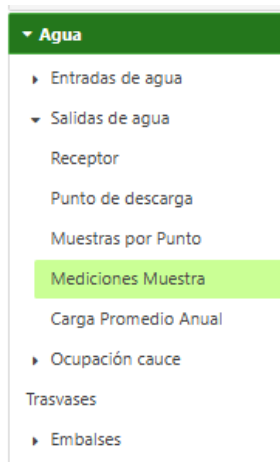 Agua
Entradas de agua
Salidas de agua
Receptor
Punto de descarga
Muestras por Punto
Mediciones Muestra
Carga Promedio Anual
Ocupación cauce
Trasvases
Embalses